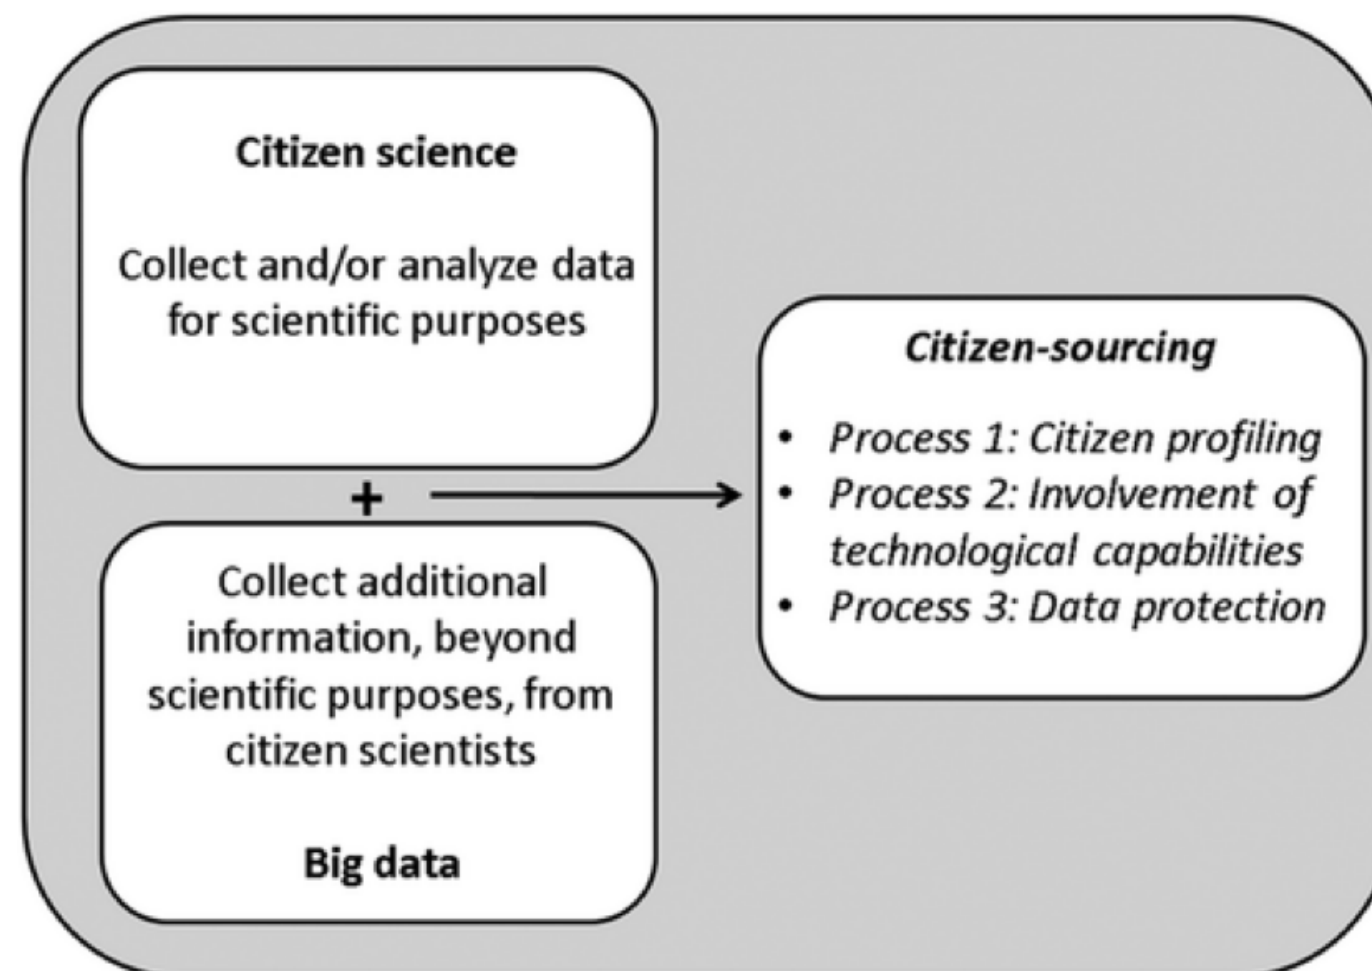 Citizen science
Collect and/or analyze data
for scientific purposes
+
Collect additional
information, beyond
scientific purposes, from
citizen scientists
Big data
Citizen-sourcing
• Process 1: Citizen profiling
• Process 2: Involvement of
technological capabilities
• Process 3: Data protection